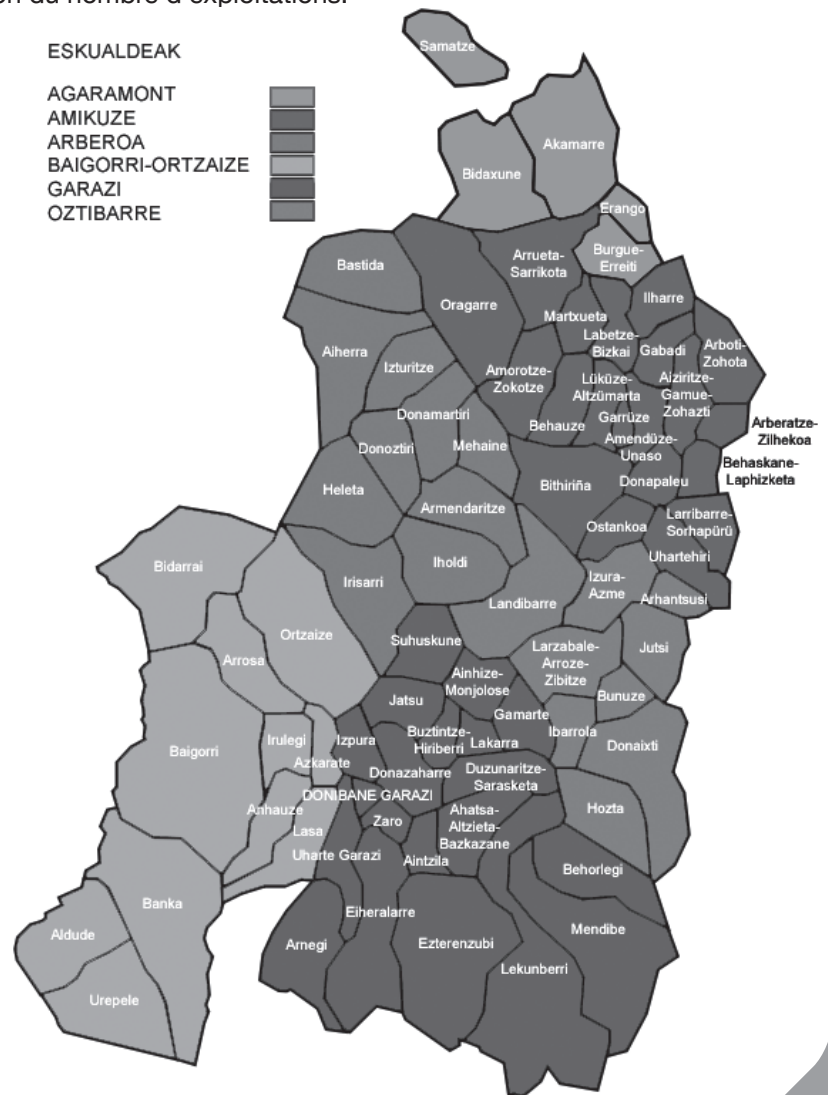 on du nombre d'exploitations.
ESKUALDEAK
AGARAMONT
AMIKUZE
ARBEROA
BAIGORRI-ORTZAIZE
GARAZI
OZTIBARRE
Samatze
Akamarre
Bidaxune
Erango
Burgue-
Erreiti
Arrueta-
Sarrikota
Bastida
Ilharre
Oragarre
Martxueta
Labetze-
Bizkai
Gabadi
Arboti-
Zohota
Aiherra
Izturitze
Amorotze-
Zokotze
Lüküze-
Altzümarta
Aiziritze-
Gamue-
Zohazti
Donamartiri
Garrüze
Behauze
Arberatze-
Zilhekoa
Donoztiri
Mehaine
Amendüze-
Unaso
Behaskane-
Laphizketa
Heleta
Bithiriña
Donapaleu
Armendaritze
Ostankoa
Larribarre-
Sorhapürü
Uhartehiri
Bidarrai
Iholdi
Irisarri
Izura-
Azme
Arhantsusi
Landibarre
Ortzaize
Suhuskune
Jutsi
Larzabale-
Arroze-
Zibitze
Arrosa
Ainhize-
Monjolose
Bunuze
Jatsu
Gamarte
Ibarrola
Irulegi
Izpura
Buztintze-
Hiriberri
Lakarra
Donaixti
Baigorri
Azkarate
Donazaharre
Duzunaritze-
Sarasketa
DONIBANE GARAZI
Anhauze
Hozta
Ahatsa-
Altzieta-
Bazkazane
Zaro
Lasa
Uharte Garazi
Aintzila
Behorlegi
Banka
Eiheralarre
Mendibe
Aldude
Arnegi
Ezterenzubi
Lekunberri
Urepele